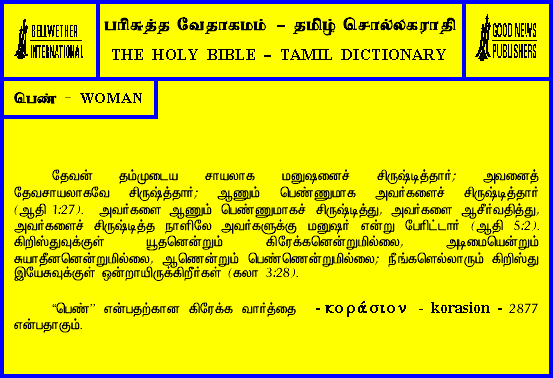 BELLWETHER
INTERNATIONAL
பரிசுத்த வேதாகமம் – தமிழ் சொல்லகராதி
THE HOLY BIBLE – TAMIL DICTIONARY
GOOD NEWS
PUBLISHERS
பெண் – WOMAN
தேவன் தம்முடைய சாயலாக மனுஷனைச் சிருஷ்டித்தார்; அவனைத்
தேவசாயலாகவே சிருஷ்டித்தார்; ஆணும் பெண்ணுமாக அவர்களைச் சிருஷ்டித்தார்
(ஆதி 1:27). அவர்களை ஆணும் பெண்ணுமாகச் சிருஷ்டித்து, அவர்களை ஆசீர்வதித்து,
அவர்களைச் சிருஷ்டித்த நாளிலே அவர்களுக்கு மனுஷர் என்று பேரிட்டார் (ஆதி 5:2).
கிறிஸ்துவுக்குள் யூதனென்றும் கிரேக்கனென்றுமில்லை, அடிமையென்றும்
சுயாதீனனென்றுமில்லை, ஆணென்றும் பெண்ணென்றுமில்லை; நீங்களெல்லாரும் கிறிஸ்து
இயேசுவுக்குள் ஒன்றாயிருக்கிறீர்கள் (கலா 3:28).
“பெண்” என்பதற்கான கிரேக்க வார்த்தை - κοράσιον - korasion - 2877
என்பதாகும்.